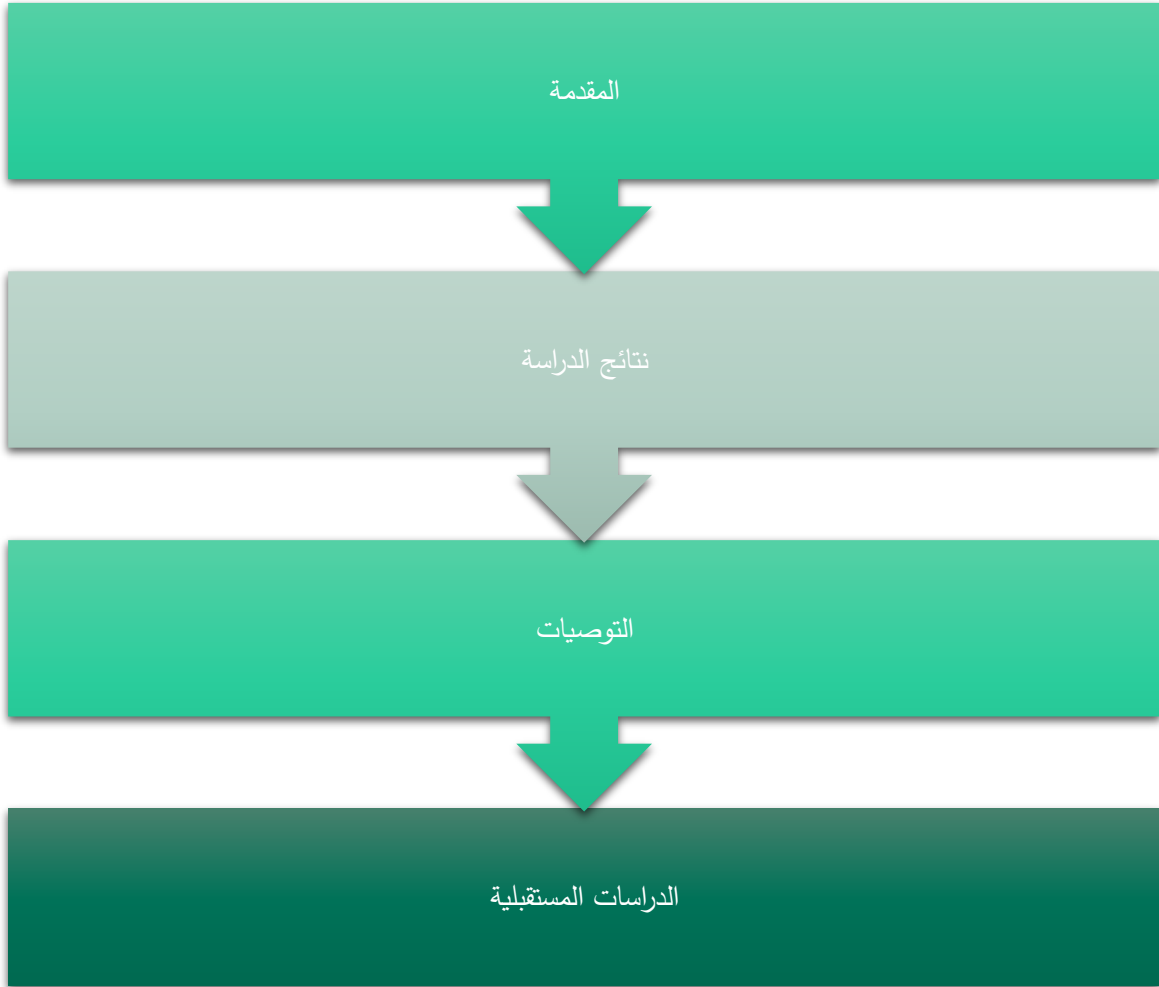 المقدمة
نتائج الدراسة
التوصيات
الدراسات المستقبلية